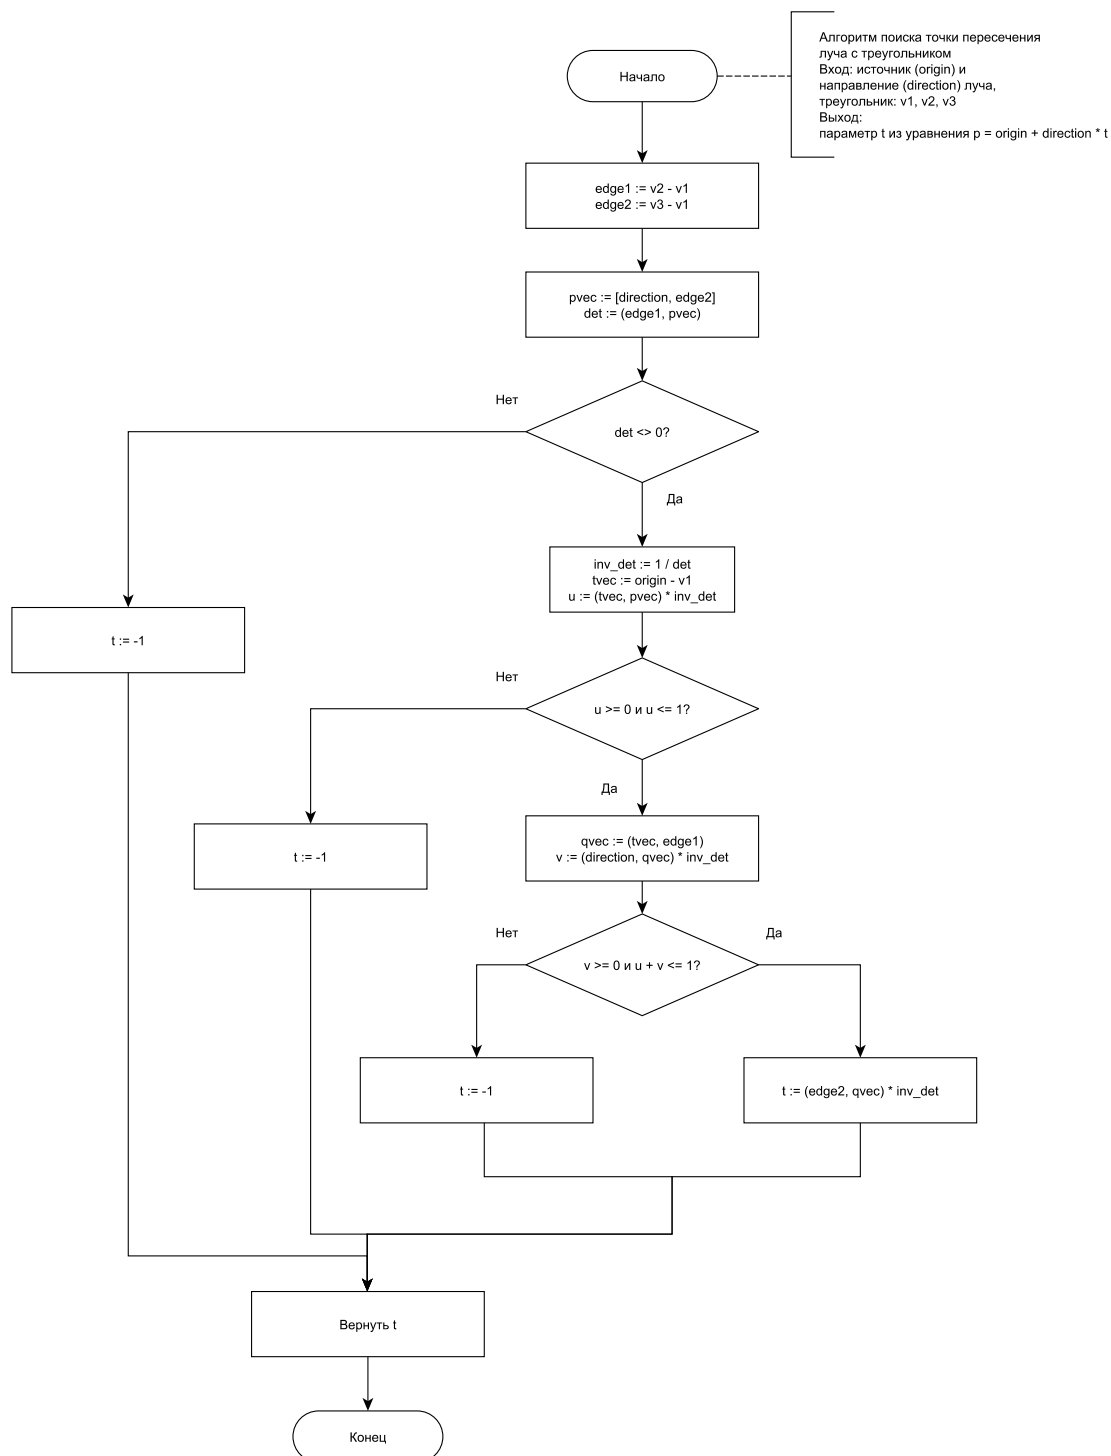 Начало
Алгоритм поиска точки пересечения
луча с треугольником
Вход: источник (origin) и
направление (direction) луча,
треугольник: v1, v2, v3
Выход:
параметр t из уравнения p = origin + direction * t
edge1 := v2 - v1
edge2 := v3 - v1
pvec := [direction, edge2]
det := (edge1, pvec)
Нет
det <> 0?
Да
inv_det := 1 / det
tvec := origin - v1
u := (tvec, pvec) * inv_det
t := -1
Нет
u >= 0 и u <= 1?
Да
t := -1
qvec := (tvec, edge1)
v := (direction, qvec) * inv_det
Нет
Да
v >= 0 и u + v <= 1?
t := -1
t := (edge2, qvec) * inv_det
Вернуть t
Конец